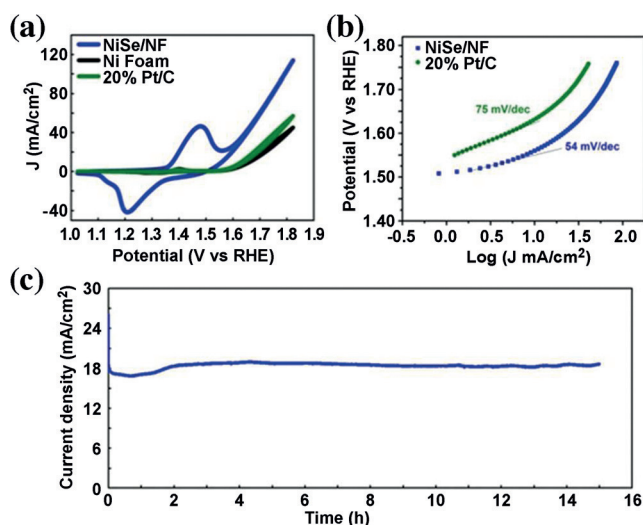 (a)
NiSe/NF
Ni Foam
20% Pt/C
J (mA/cm²)
120
80
40
0
-40
1.0 1.1 1.2 1.3 1.4 1.5 1.6 1.7 1.8 1.9
Potential (V vs RHE)
(b)
NiSe/NF
20% Pt/C
Potential (V vs RHE)
1.80
1.70
1.60
1.50
1.40
75 mV/dec
54 mV/dec
-0.5 0.0 0.5 1.0 1.5 2.0
Log (J mA/cm²)
(c)
Current density (mA/cm²)
30
24
18
12
6
0
0 2 4 6 8 10 12 14 16
Time (h)